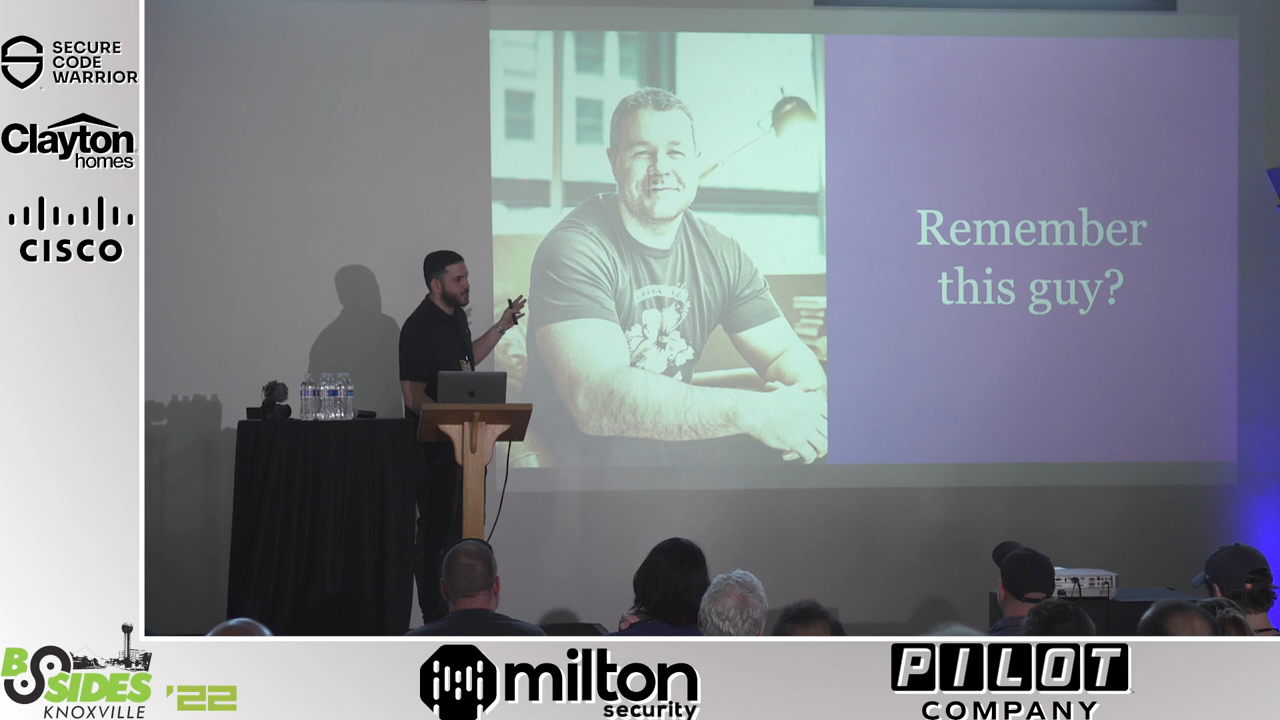 SECURE
CODE
WARRIOR
Clayton
homes
CISCO
Remember
this guy?
BSIDES
KNOXVILLE
'22
milton
security
PILOT
COMPANY